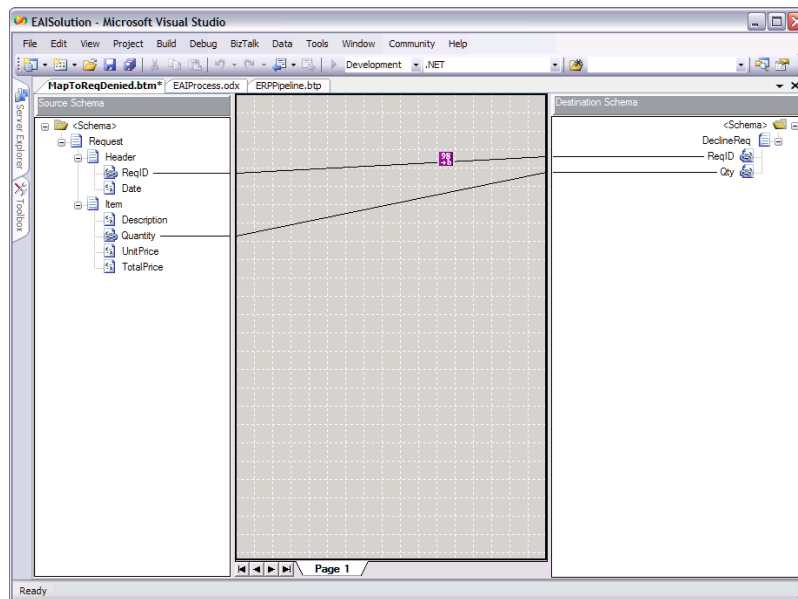 EAISolution - Microsoft Visual Studio
File Edit View Project Build Debug BizTalk Data Tools Window Community Help
Development .NET
MapToReqDenied.btm* EAIProcess.odx ERPPipeline.btp
Server Explorer
Toolbox
Source Schema
<Schema>
Request
Header
ReqID
Date
Item
Description
Quantity
UnitPrice
TotalPrice
Destination Schema
<Schema>
DeclineReq
ReqID
Qty
Page 1
Ready